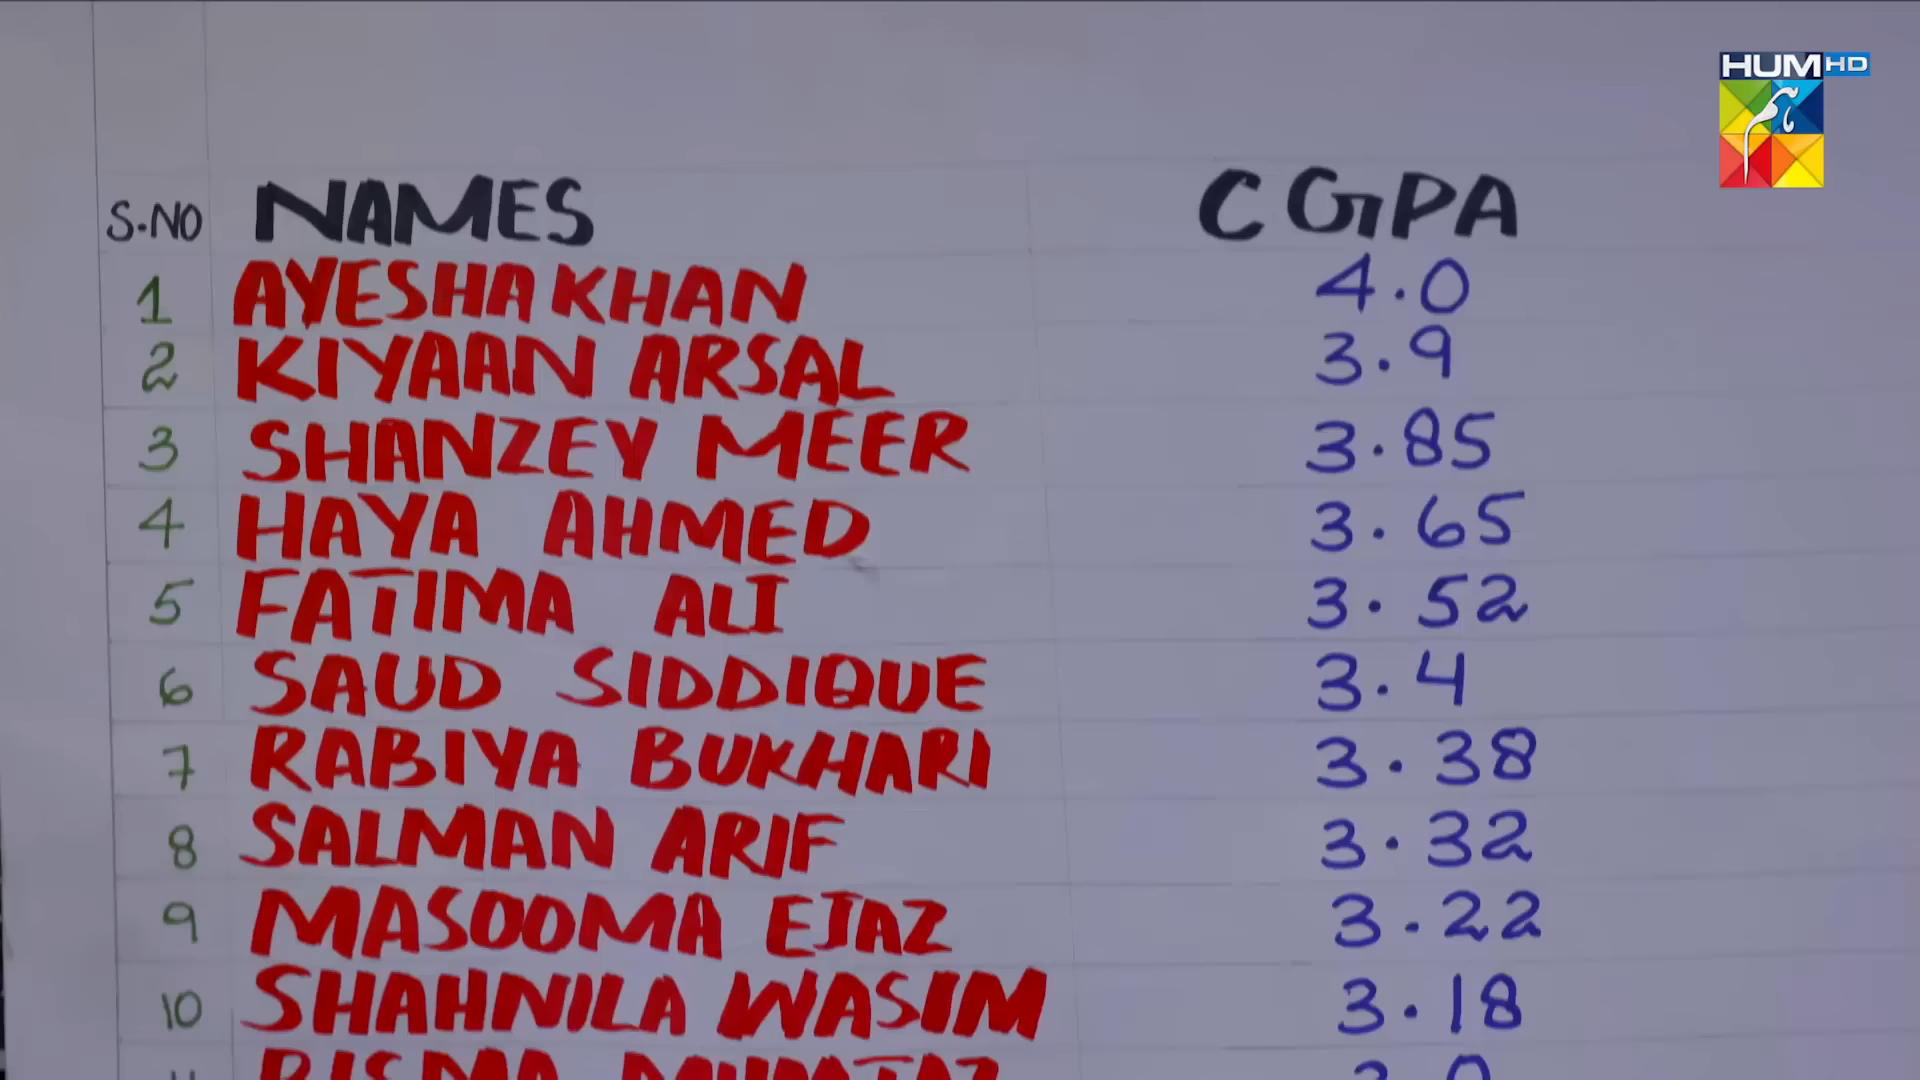 HUM HD
ہم
S.NO NAMES CGPA
1 AYESHA KHAN 4.0
2 KIYAAN ARSAL 3.9
3 SHANZEY MEER 3.85
4 HAYA AHMED 3.65
5 FATIMA ALI 3.52
6 SAUD SIDDIQUE 3.4
7 RABIYA BUKHARI 3.38
8 SALMAN ARIF 3.32
9 MASOOMA EJAZ 3.22
10 SHAHNILA WASIM 3.18